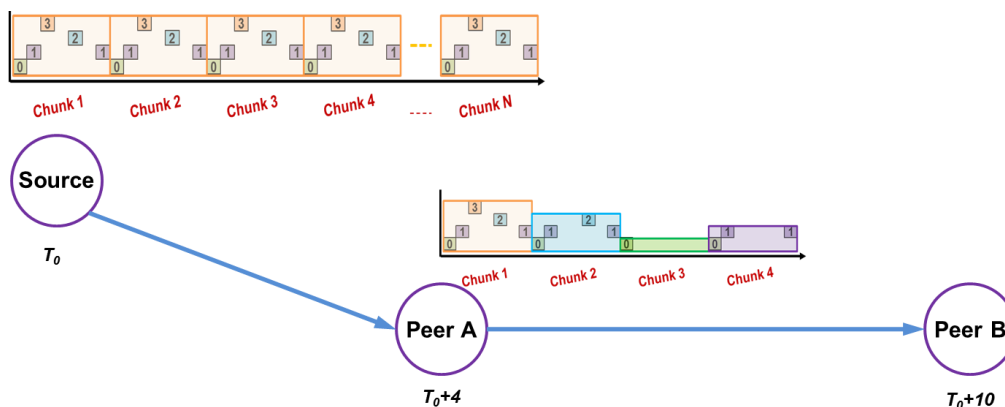 3 3 3 3 3
2 2 2 2 2
1 1 1 1 1 1 1 1 1 1
0 0 0 0 0
Chunk 1 Chunk 2 Chunk 3 Chunk 4 ---- Chunk N
Source
T0
3
2 2
1 1 1 1 1 1
0 0 0 0
Chunk 1 Chunk 2 Chunk 3 Chunk 4
Peer A
Peer B
T0+4
T0+10